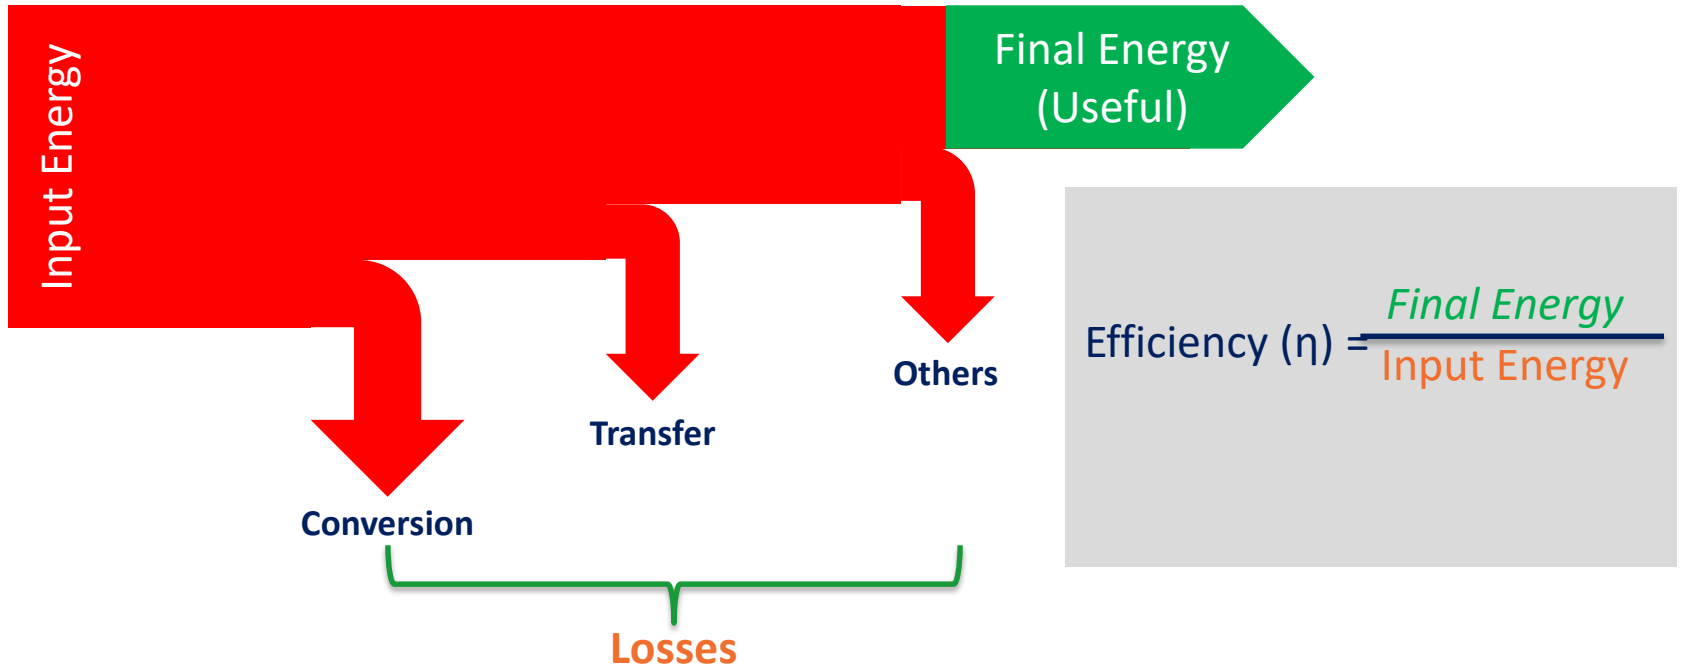 Input Energy
Final Energy
(Useful)
Others
Transfer
Conversion
Losses
Efficiency (η) =
Final Energy
Input Energy